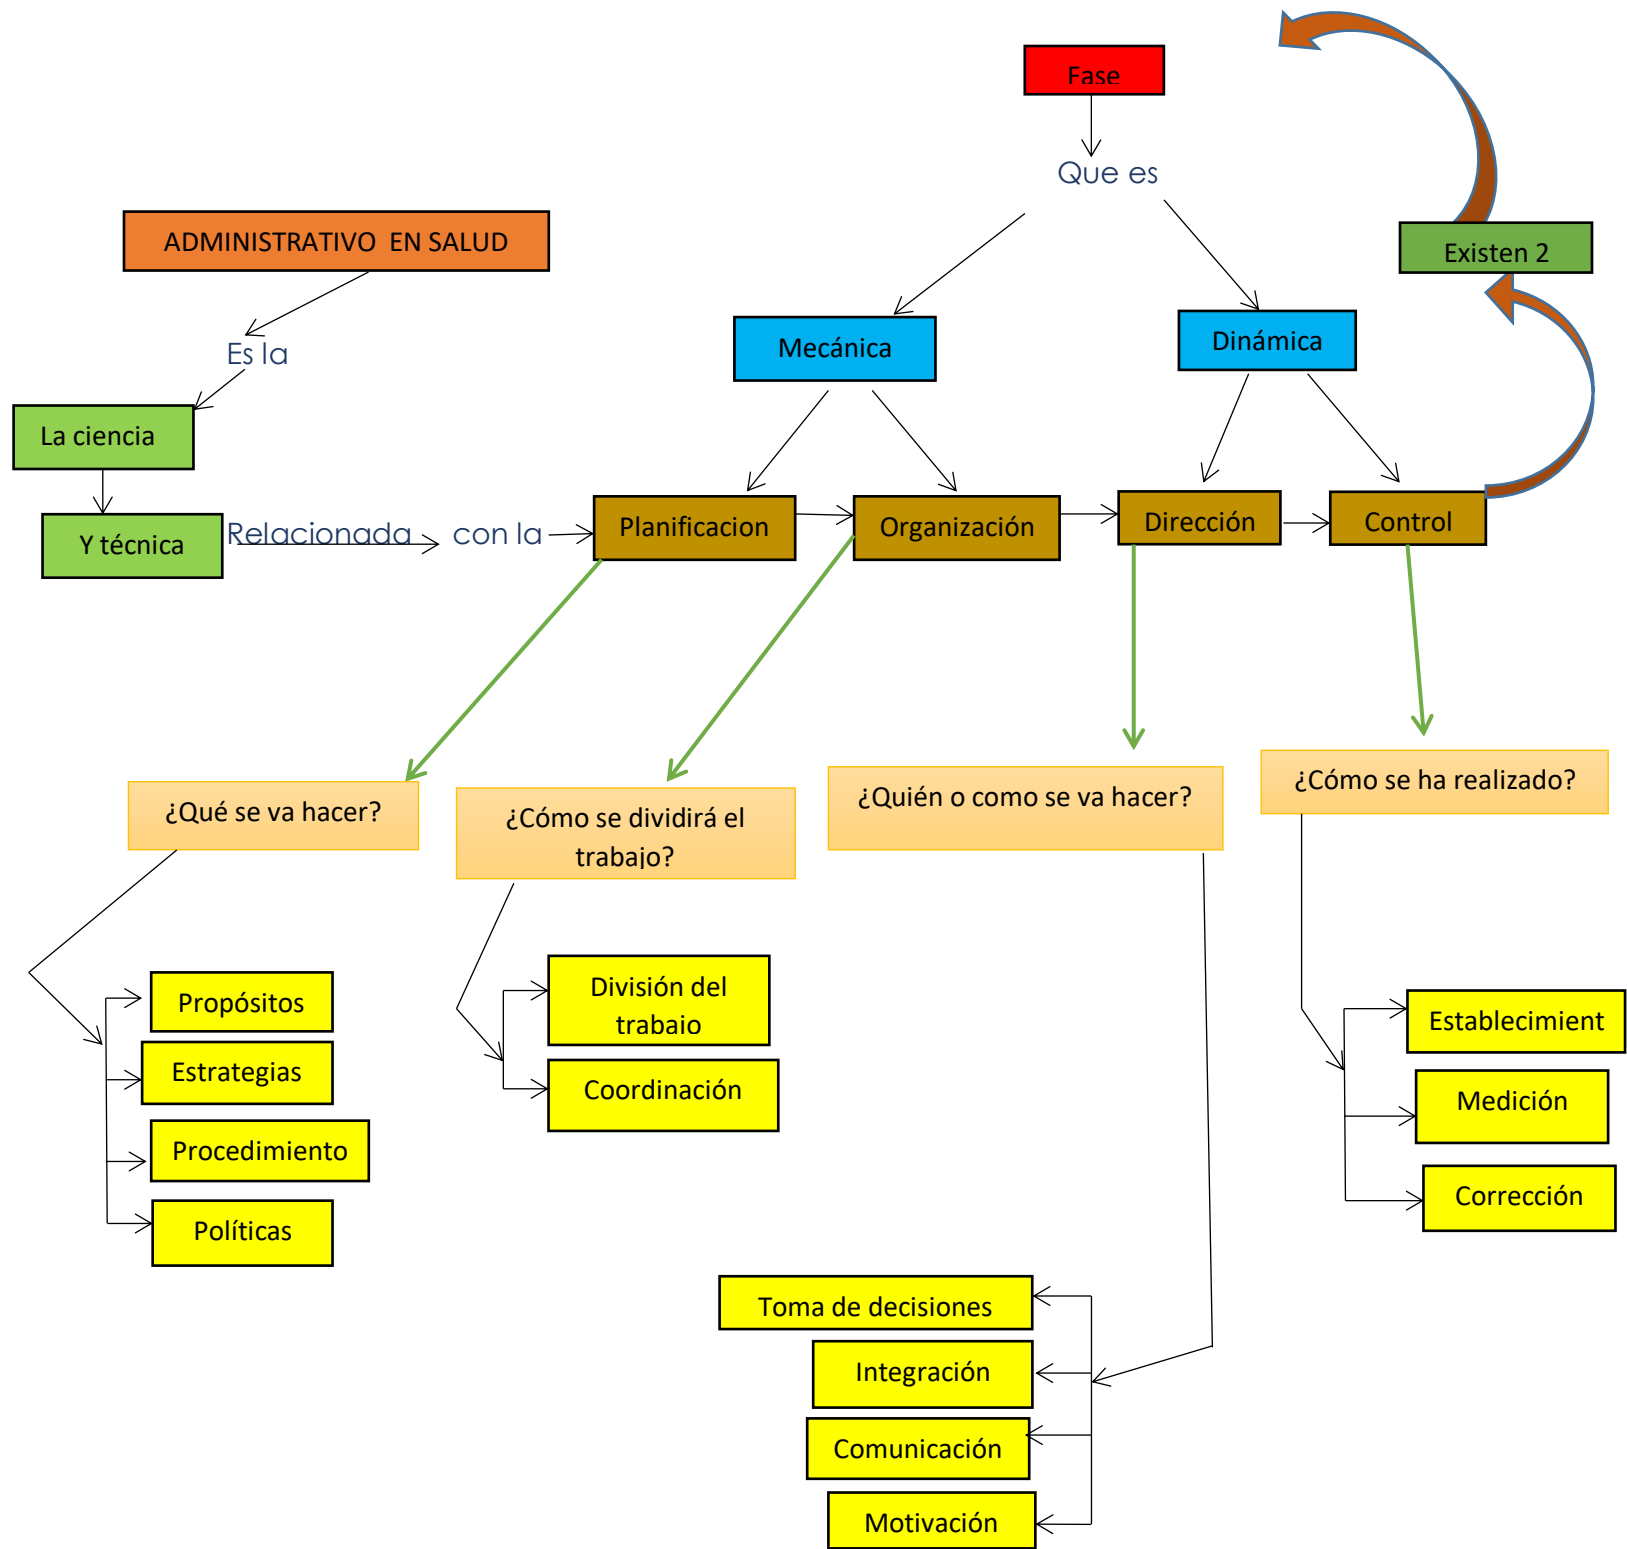 Fase
Que es
ADMINISTRATIVO EN SALUD
Existen 2
Es la
Mecánica
Dinámica
La ciencia
Y técnica
Relacionada con la
Planificacion
Organización
Dirección
Control
¿Qué se va hacer?
¿Cómo se dividirá el
trabajo?
¿Quién o como se va hacer?
¿Cómo se ha realizado?
Propósitos
Estrategias
Procedimiento
Políticas
División del
trabajo
Coordinación
Establecimient
Medición
Corrección
Toma de decisiones
Integración
Comunicación
Motivación